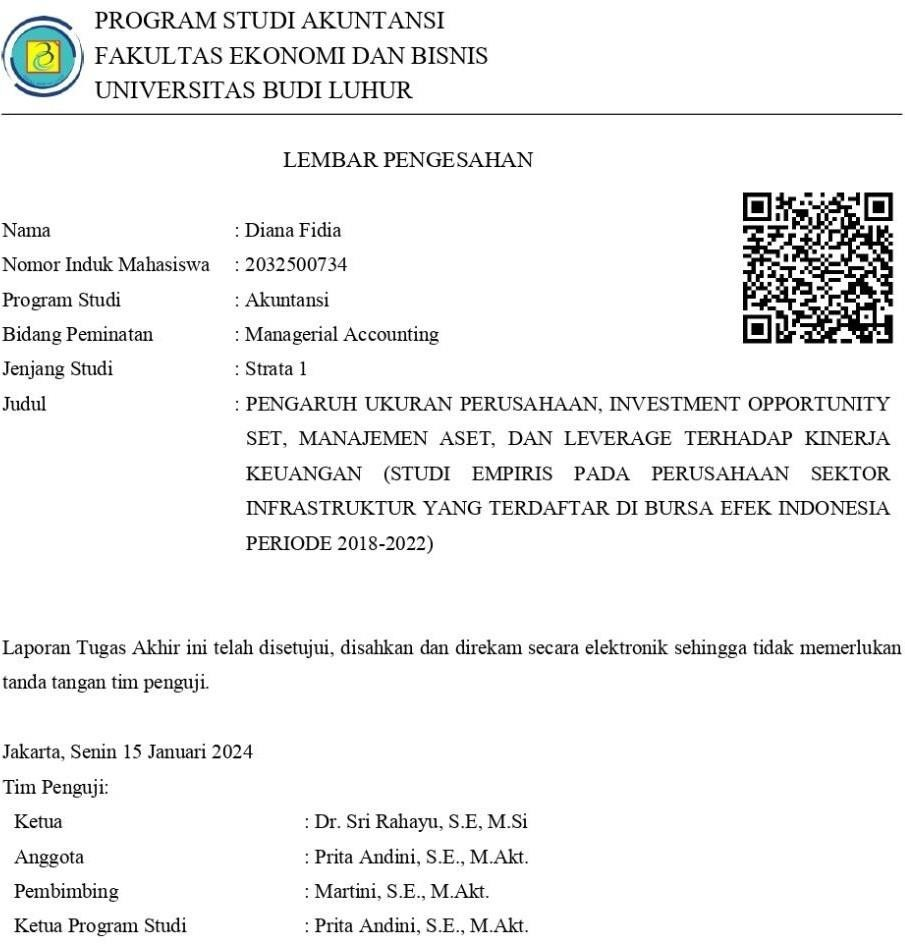 PROGRAM STUDI AKUNTANSI
FAKULTAS EKONOMI DAN BISNIS
UNIVERSITAS BUDI LUHUR
LEMBAR PENGESAHAN
Nama : Diana Fidia
Nomor Induk Mahasiswa : 2032500734
Program Studi : Akuntansi
Bidang Peminatan : Managerial Accounting
Jenjang Studi : Strata 1
Judul : PENGARUH UKURAN PERUSAHAAN, INVESTMENT OPPORTUNITY
SET, MANAJEMEN ASET, DAN LEVERAGE TERHADAP KINERJA
KEUANGAN (STUDI EMPIRIS PADA PERUSAHAAN SEKTOR
INFRASTRUKTUR YANG TERDAFTAR DI BURSA EFEK INDONESIA
PERIODE 2018-2022)
Laporan Tugas Akhir ini telah disetujui, disahkan dan direkam secara elektronik sehingga tidak memerlukan
tanda tangan tim penguji.
Jakarta, Senin 15 Januari 2024
Tim Penguji:
Ketua : Dr. Sri Rahayu, S.E, M.Si
Anggota : Prita Andini, S.E., M.Akt.
Pembimbing : Martini, S.E., M.Akt.
Ketua Program Studi : Prita Andini, S.E., M.Akt.